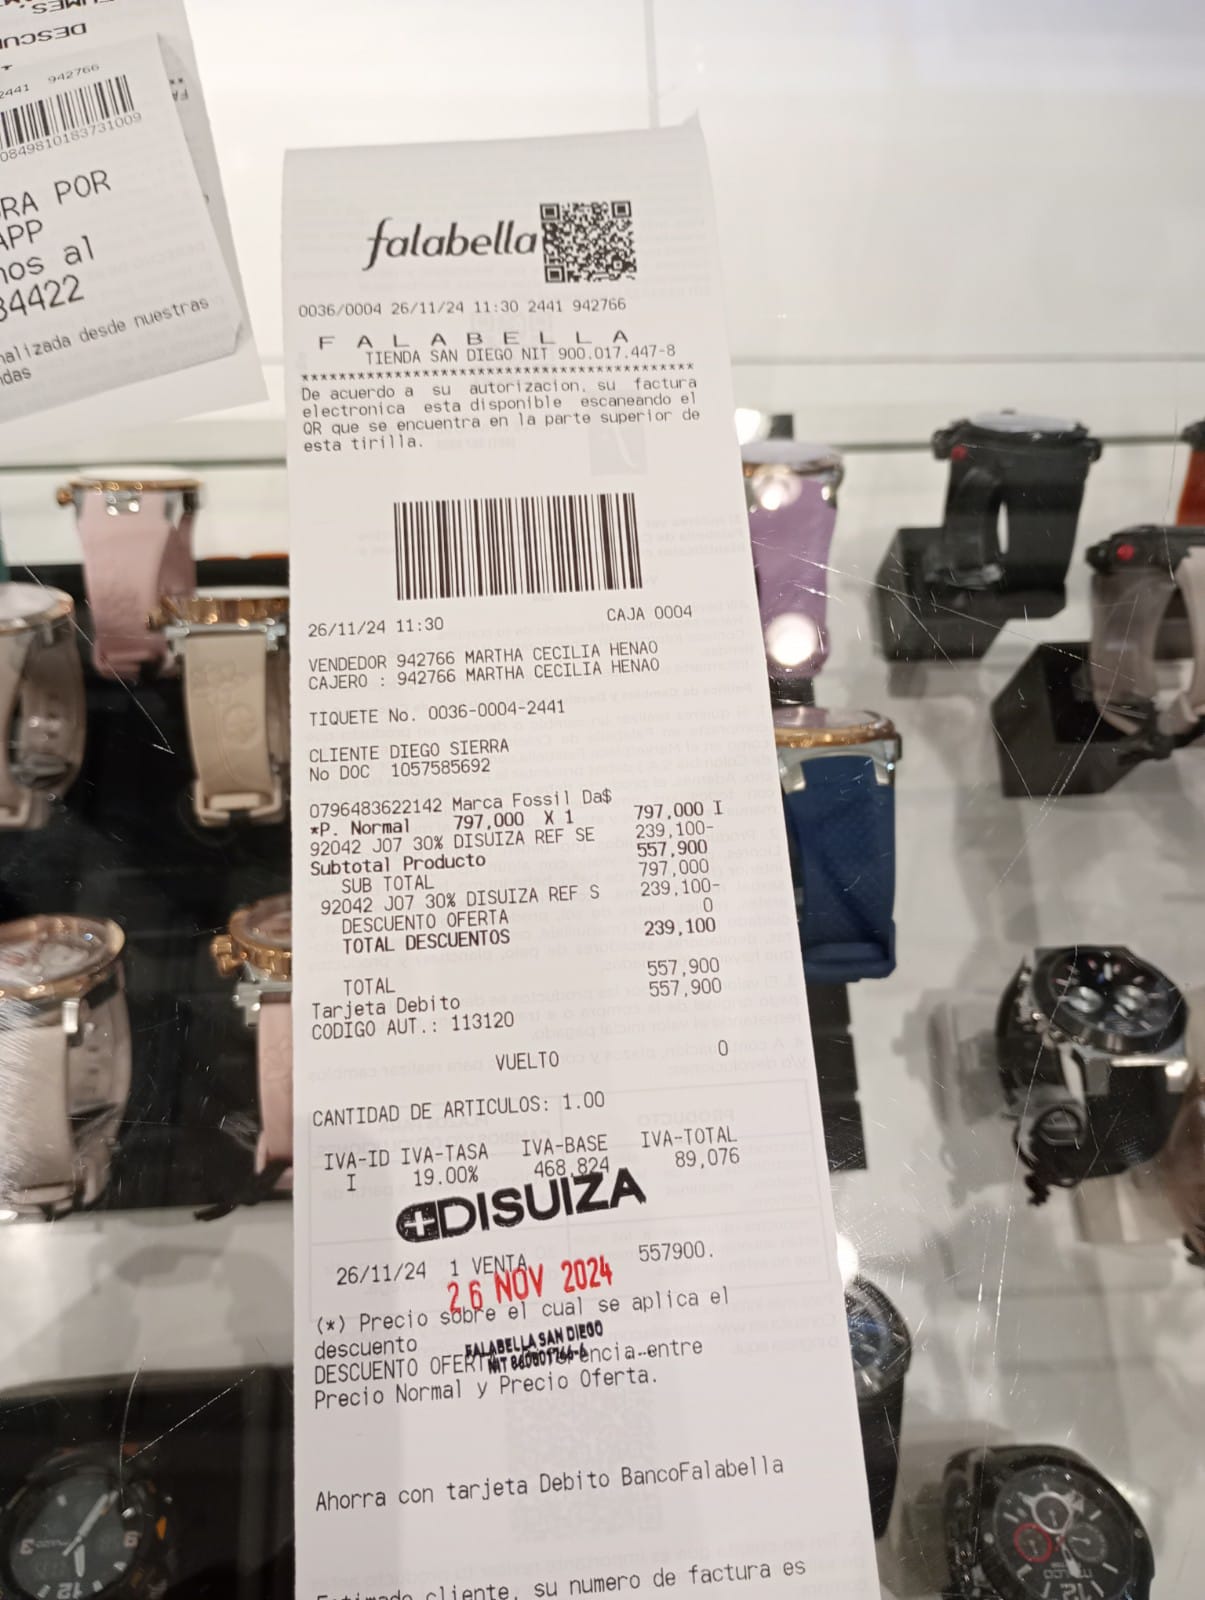 DESCU
2441 942766
084981018373 1009
RA POR
APP
nos al
84422
nalizada desde nuestras
ndas
falabella
0036/0004 26/11/24 11:30 2441 942766
F A L A B E L L A
TIENDA SAN DIEGO NIT 900.017.447-8
******************************************
De acuerdo a su autorizacion, su factura
electronica esta disponible escaneando el
QR que se encuentra en la parte superior de
esta tirilla.
26/11/24 11:30 CAJA 0004
VENDEDOR 942766 MARTHA CECILIA HENAO
CAJERO : 942766 MARTHA CECILIA HENAO
TIQUETE No. 0036-0004-2441
CLIENTE DIEGO SIERRA
No DOC 1057585692
0796483622142 Marca Fossil Da$ 797,000 I
*P. Normal 797,000 X 1
92042 J07 30% DISUIZA REF SE 239,100-
Subtotal Producto 557,900
SUB TOTAL 797,000
92042 J07 30% DISUIZA REF S 239,100-
DESCUENTO OFERTA 0
TOTAL DESCUENTOS 239,100
TOTAL 557,900
Tarjeta Debito 557,900
CODIGO AUT.: 113120
VUELTO 0
CANTIDAD DE ARTICULOS: 1.00
IVA-ID IVA-TASA IVA-BASE IVA-TOTAL
I 19.00% 468,824 89,076
DISUIZA
26/11/24 1 VENTA 557900.
26 NOV 2024
(*) Precio sobre el cual se aplica el
descuento
FALABELLA SAN DIEGO
DESCUENTO OFERT encia entre
Precio Normal y Precio Oferta.
Ahorra con tarjeta Debito BancoFalabella
cliente, su numero de factura es